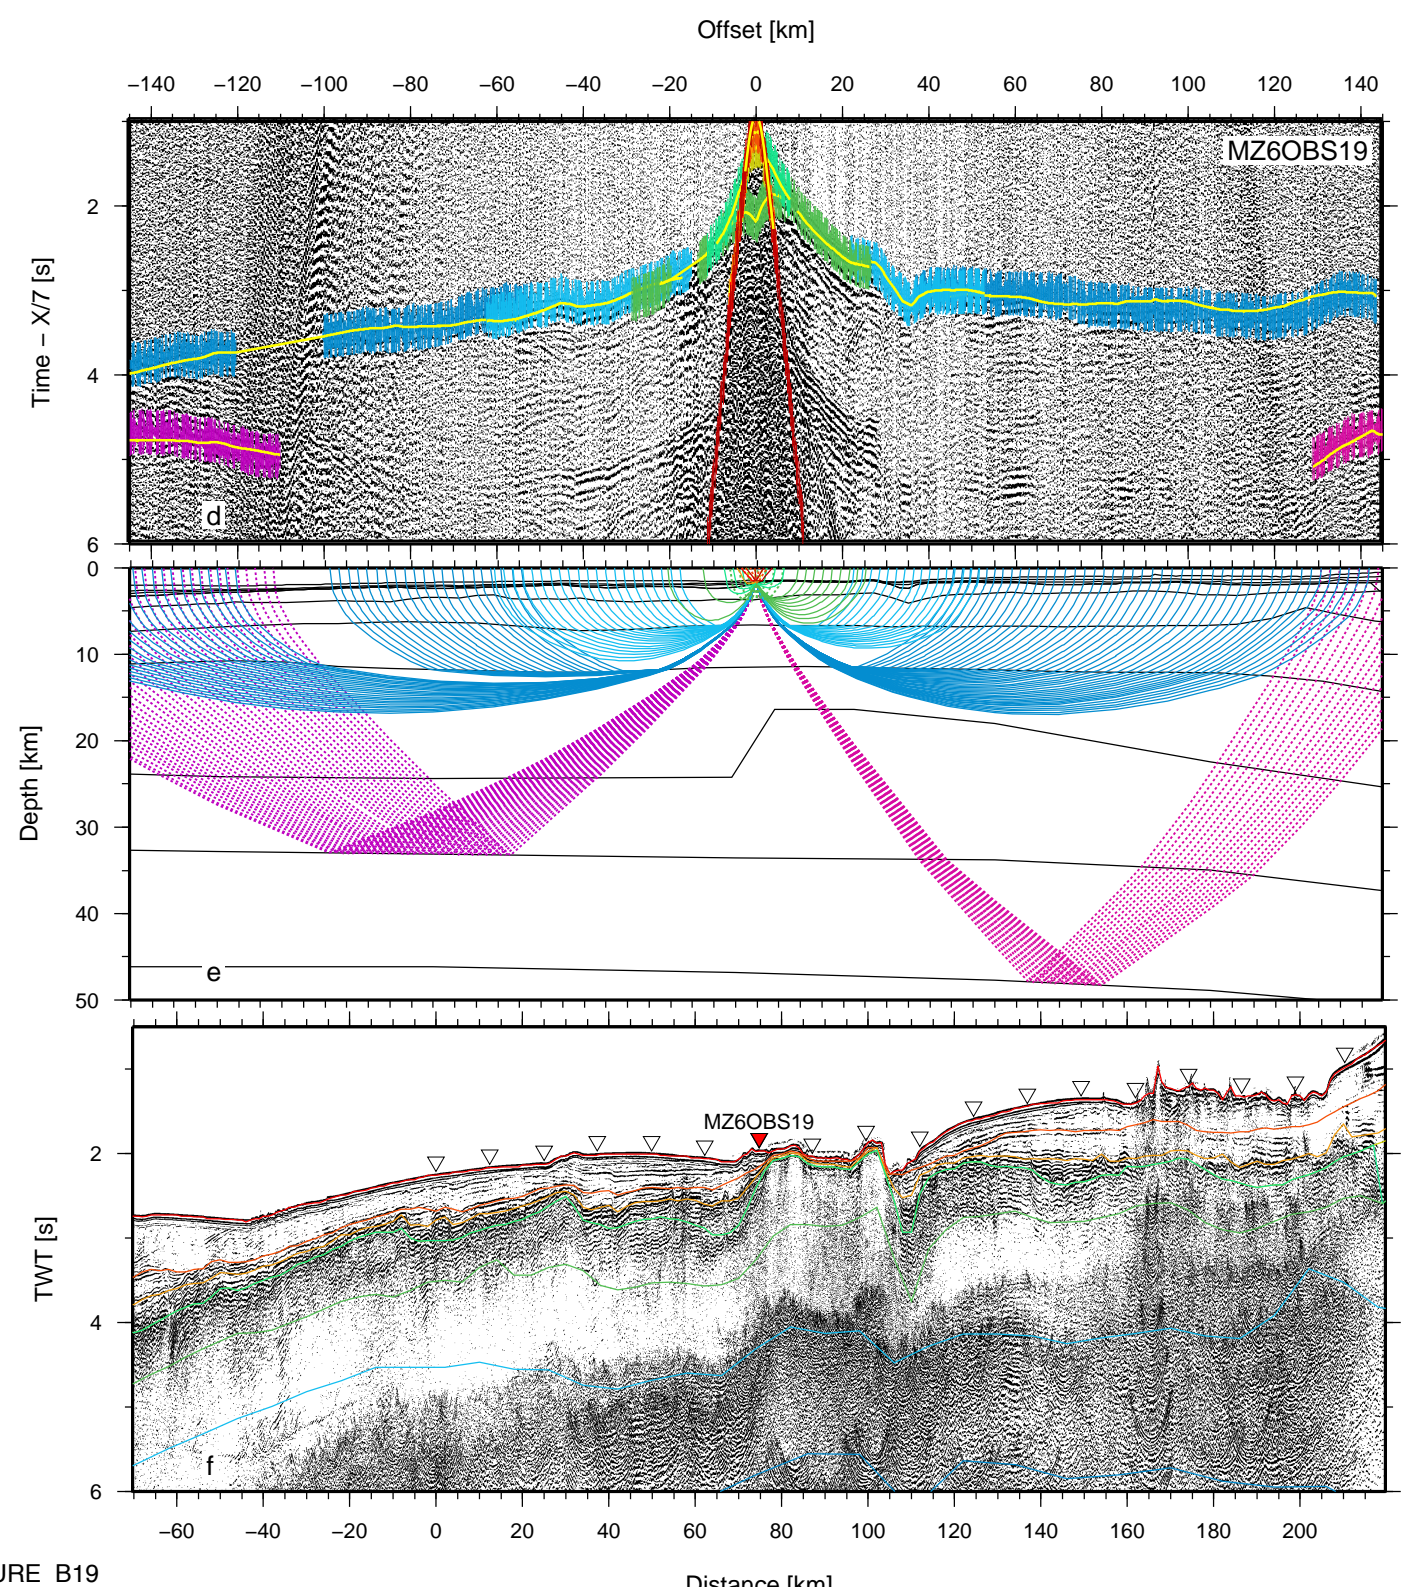 Offset [km]
−140 −120 −100 −80 −60 −40 −20 0 20 40 60 80 100 120 140
MZ6OBS19
2
4
6
Time − X/7 [s]
d
0
10
20
30
40
50
Depth [km]
e
MZ6OBS19
2
4
6
TWT [s]
f
−60 −40 −20 0 20 40 60 80 100 120 140 160 180 200
Distance [km]
URE B19